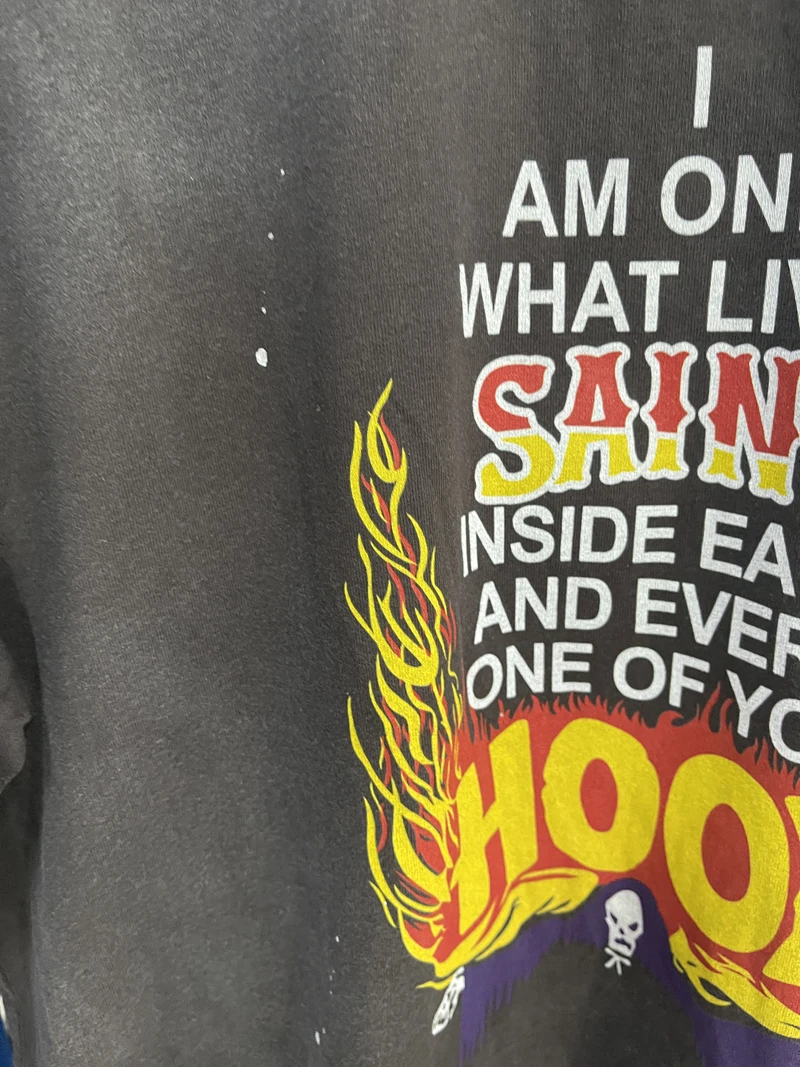 I
AM ON
WHAT LIV
SAIN
INSIDE EA
AND EVER
ONE OF YO
HOO